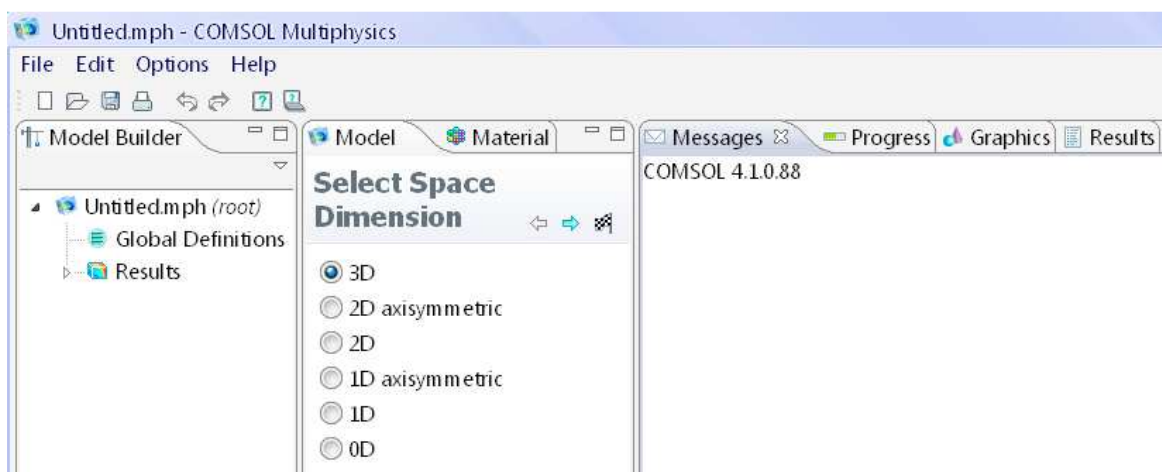 Untitled.mph - COMSOL Multiphysics
File Edit Options Help
Model Builder
Untitled.mph (root)
Global Definitions
Results
Model Material
Select Space
Dimension
3D
2D axisymmetric
2D
1D axisymmetric
1D
0D
Messages Progress Graphics Results
COMSOL 4.1.0.88